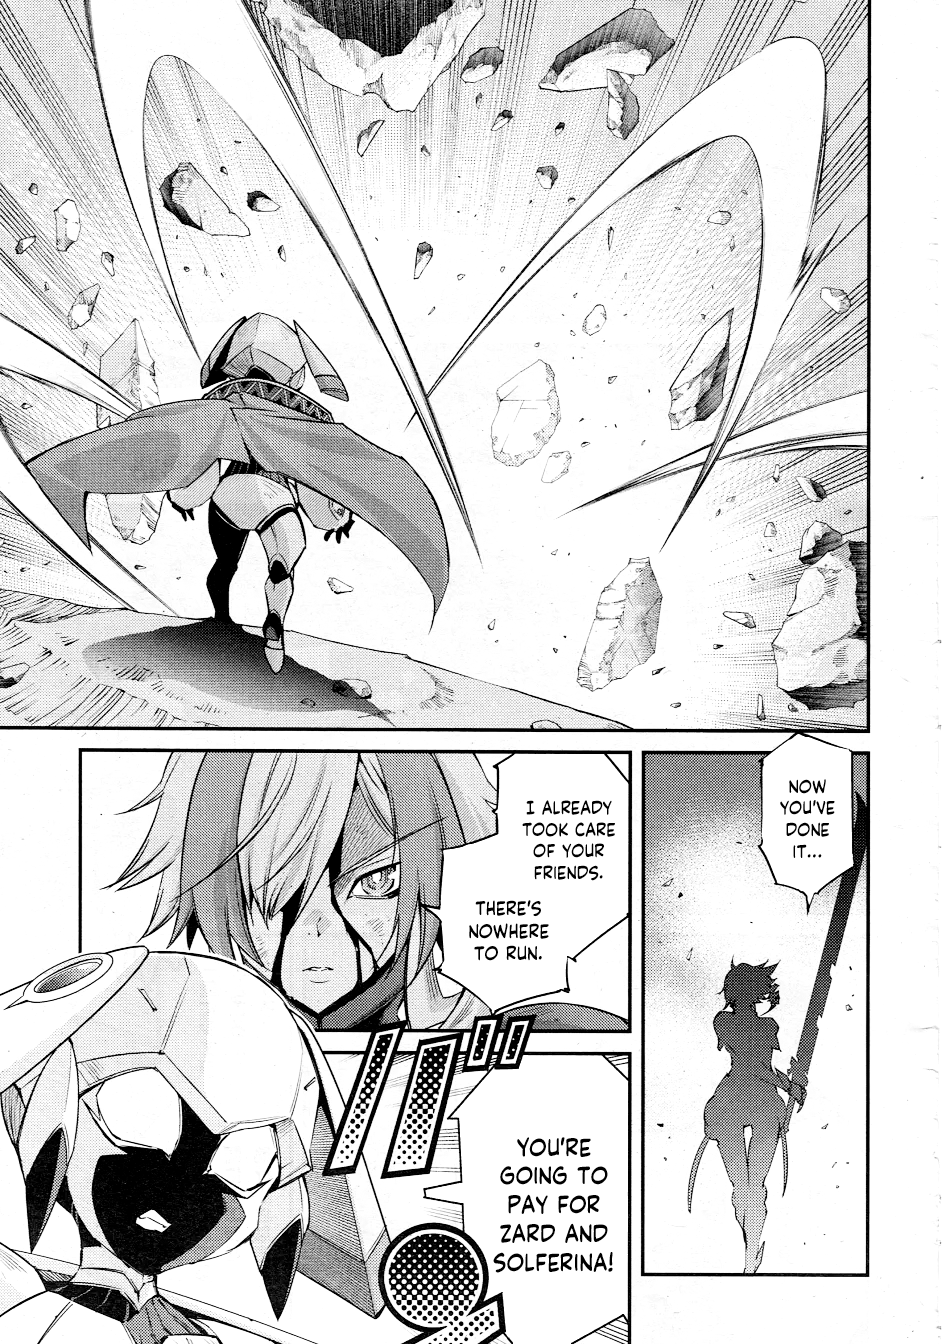 NOW
YOU'VE
DONE
IT...
I ALREADY
TOOK CARE
OF YOUR
FRIENDS.
THERE'S
NOWHERE
TO RUN.
YOU'RE
GOING TO
PAY FOR
ZARD AND
SOLFERINA!